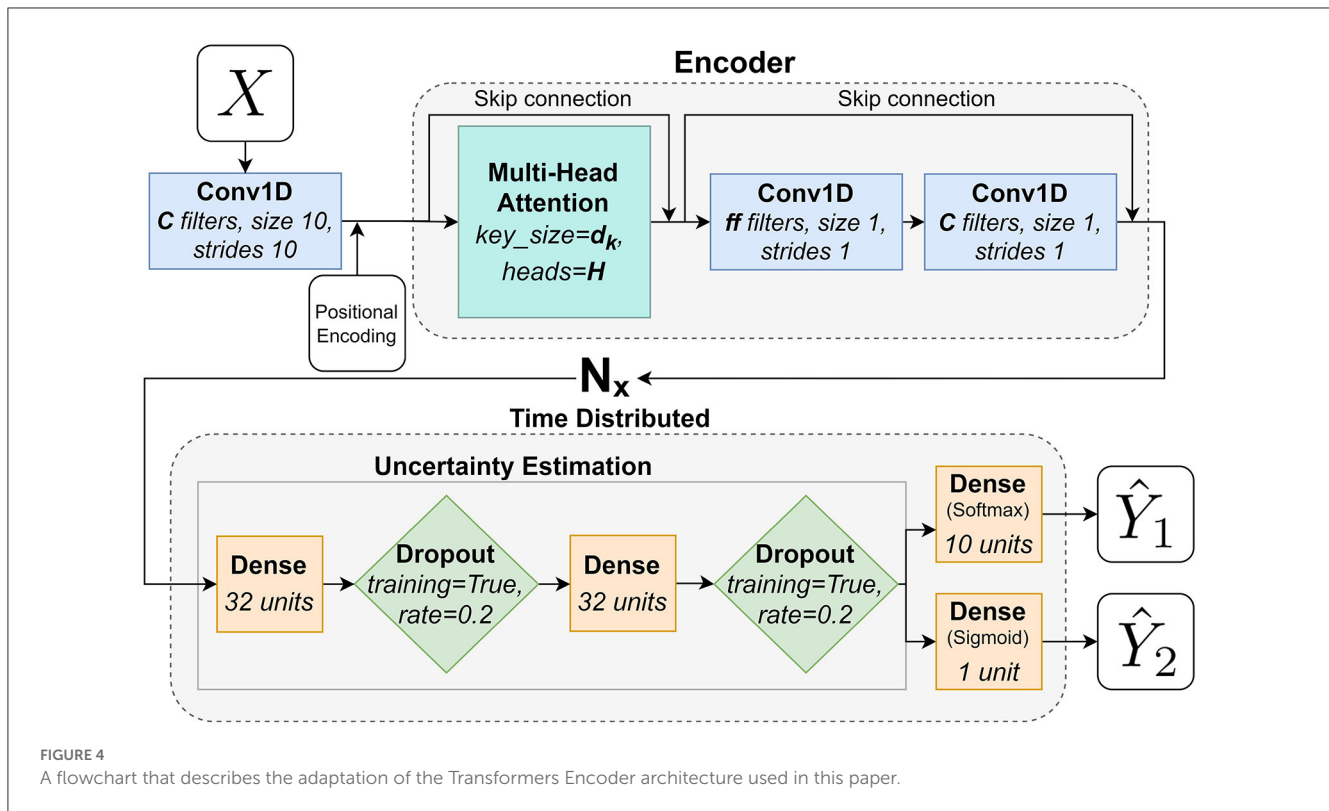 X
Encoder
Skip connection
Skip connection
Conv1D
C filters, size 10,
strides 10
Positional
Encoding
Multi-Head
Attention
key_size=dₖ,
heads=H
Conv1D
ff filters, size 1,
strides 1
Conv1D
C filters, size 1,
strides 1
Nₓ
Time Distributed
Uncertainty Estimation
Dense
32 units
Dropout
training=True,
rate=0.2
Dense
32 units
Dropout
training=True,
rate=0.2
Dense
(Softmax)
10 units
Ŷ₁
Dense
(Sigmoid)
1 unit
Ŷ₂
FIGURE 4
A flowchart that describes the adaptation of the Transformers Encoder architecture used in this paper.